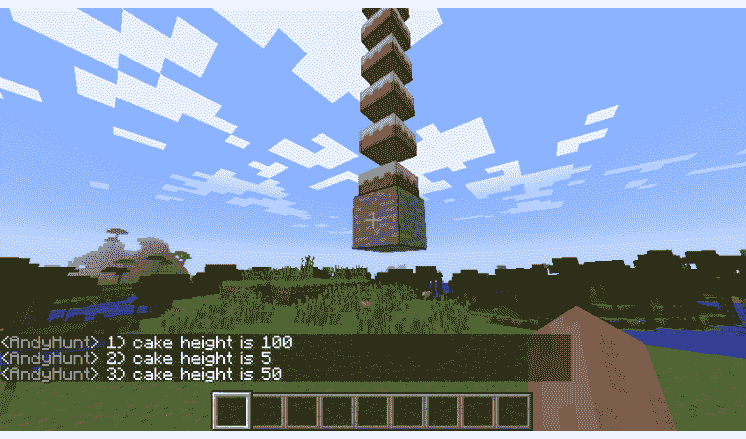 <AndyHunt> 1) cake height is 100
<AndyHunt> 2) cake height is 5
<AndyHunt> 3) cake height is 50